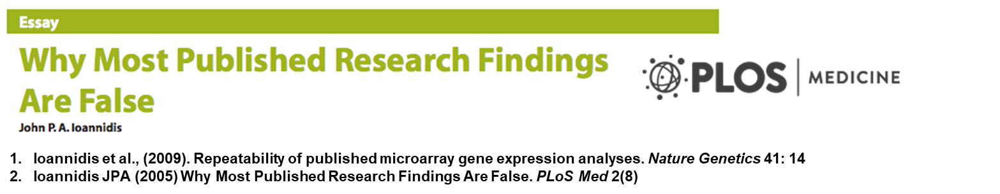 Essay
Why Most Published Research Findings
Are False
John P. A. Ioannidis
PLOS | MEDICINE
1. Ioannidis et al., (2009). Repeatability of published microarray gene expression analyses. Nature Genetics 41: 14
2. Ioannidis JPA (2005) Why Most Published Research Findings Are False. PLoS Med 2(8)